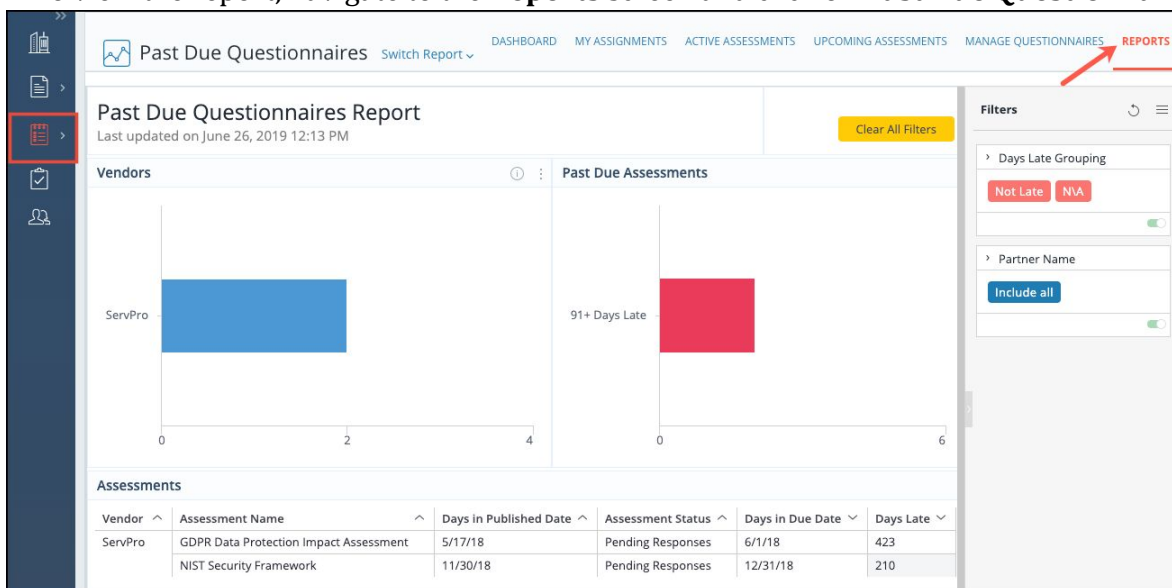 Past Due Questionnaires Switch Report
DASHBOARD MY ASSIGNMENTS ACTIVE ASSESSMENTS UPCOMING ASSESSMENTS MANAGE QUESTIONNAIRES REPORTS
Past Due Questionnaires Report
Last updated on June 26, 2019 12:13 PM
Clear All Filters
Filters
Days Late Grouping
Not Late N\A
Partner Name
Include all
Vendors
ServPro
0 2 4
Past Due Assessments
91+ Days Late
0 6
Assessments
Vendor Assessment Name Days in Published Date Assessment Status Days in Due Date Days Late
ServPro GDPR Data Protection Impact Assessment 5/17/18 Pending Responses 6/1/18 423
NIST Security Framework 11/30/18 Pending Responses 12/31/18 210